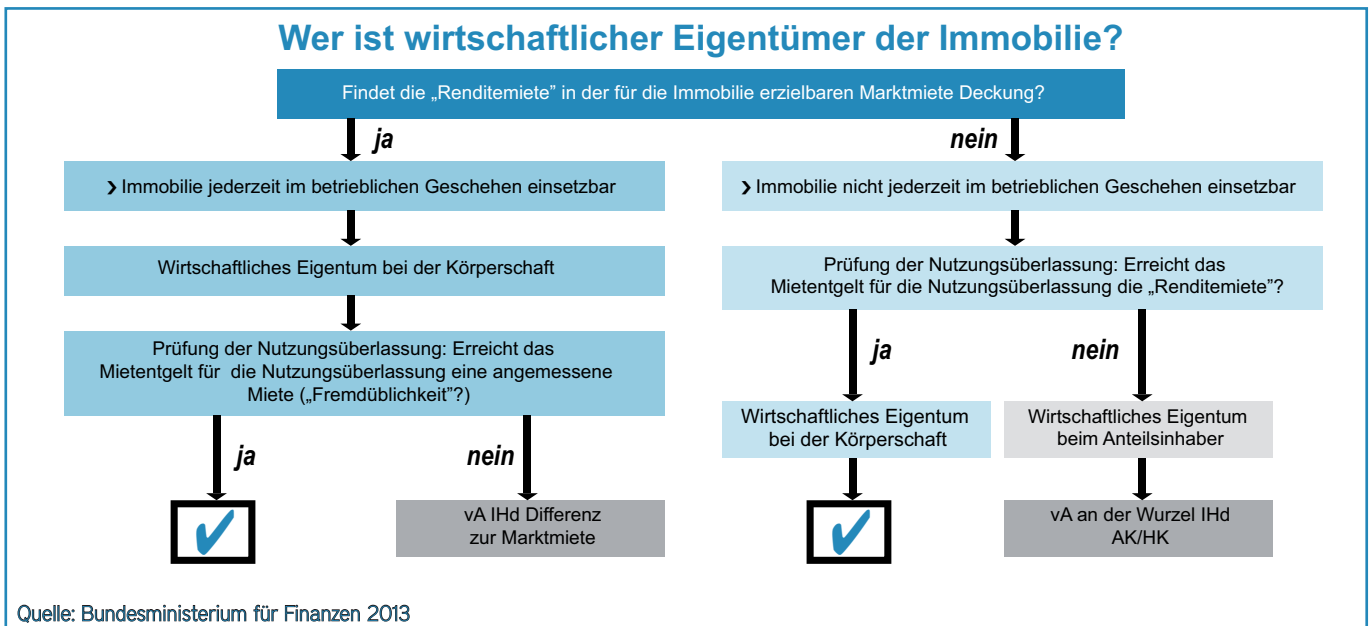 Wer ist wirtschaftlicher Eigentümer der Immobilie?
Findet die „Renditemiete” in der für die Immobilie erzielbaren Marktmiete Deckung?
ja
nein
› Immobilie jederzeit im betrieblichen Geschehen einsetzbar
› Immobilie nicht jederzeit im betrieblichen Geschehen einsetzbar
Wirtschaftliches Eigentum bei der Körperschaft
Prüfung der Nutzungsüberlassung: Erreicht das
Mietentgelt für die Nutzungsüberlassung die „Renditemiete”?
Prüfung der Nutzungsüberlassung: Erreicht das
Mietentgelt für die Nutzungsüberlassung eine angemessene
Miete („Fremdüblichkeit”?)
ja
nein
ja
nein
Wirtschaftliches Eigentum
bei der Körperschaft
Wirtschaftliches Eigentum
beim Anteilsinhaber
vA IHd Differenz
zur Marktmiete
vA an der Wurzel IHd
AK/HK
Quelle: Bundesministerium für Finanzen 2013